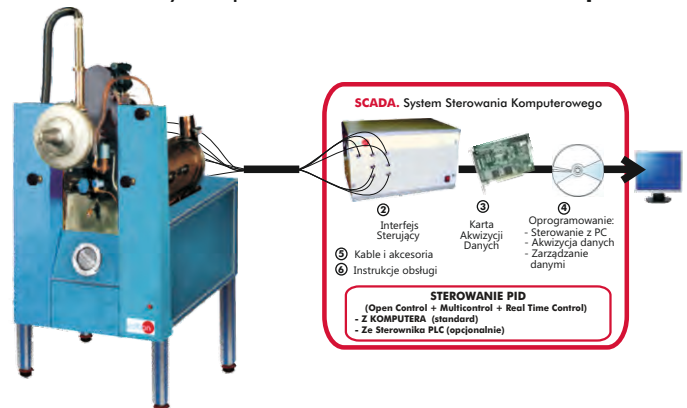 SCADA. System Sterowania Komputerowego
②
Interfejs
Sterujący
③
Karta
Akwizycji
Danych
④
Oprogramowanie:
- Sterowanie z PC
- Akwizycja danych
- Zarządzanie
danymi
⑤ Kable i akcesoria
⑥ Instrukcje obsługi
STEROWANIE PID
(Open Control + Multicontrol + Real Time Control)
- Z KOMPUTERA (standard)
- Ze Sterownika PLC (opcjonalnie)